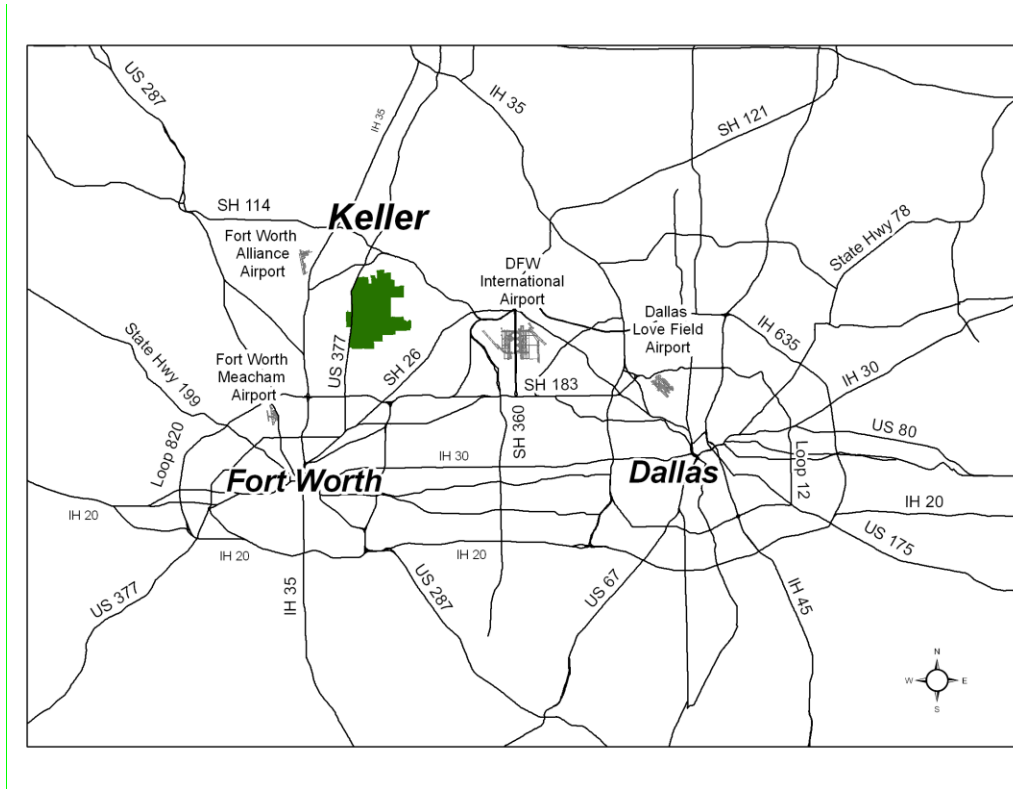 US 287
IH 35
IH 35
SH 121
SH 114
Keller
State Hwy 78
Fort Worth
Alliance
Airport
DFW
International
Airport
Dallas
Love Field
Airport
IH 635
State Hwy 199
Fort Worth
Meacham
Airport
US 377
SH 26
SH 183
IH 30
US 80
Loop 820
SH 360
Loop 12
IH 30
Fort Worth
Dallas
IH 20
IH 20
US 175
IH 20
IH 20
US 377
IH 35
US 287
US 67
IH 45
N
W
E
S